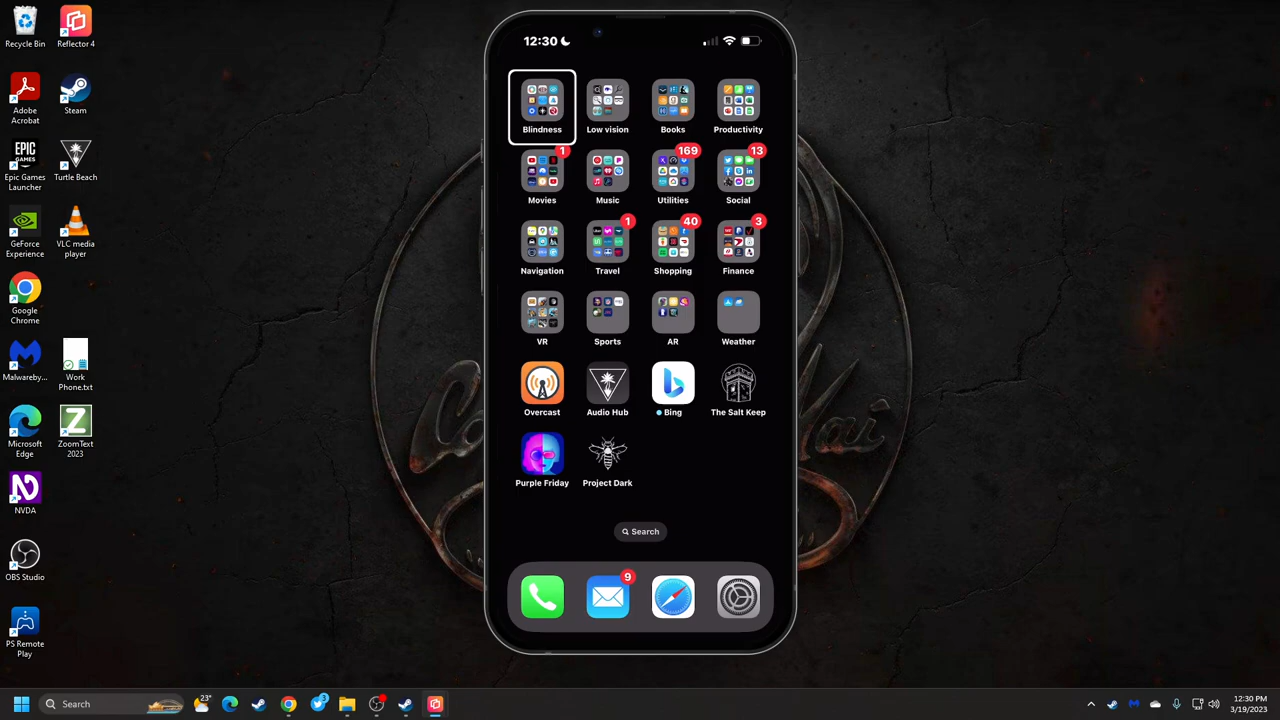 Recycle Bin
Reflector 4
Adobe Acrobat
Steam
Epic Games Launcher
Turtle Beach
GeForce Experience
VLC media player
Google Chrome
Malwareby...
Work Phone.txt
Microsoft Edge
ZoomText 2023
NVDA
OBS Studio
PS Remote Play
12:30
Blindness
Low vision
Books
Productivity
1
169
13
Movies
Music
Utilities
Social
1
40
3
Navigation
Travel
Shopping
Finance
VR
Sports
AR
Weather
Overcast
Audio Hub
Bing
The Salt Keep
Purple Friday
Project Dark
Search
9
Search
23°
3
12:30 PM
3/19/2023